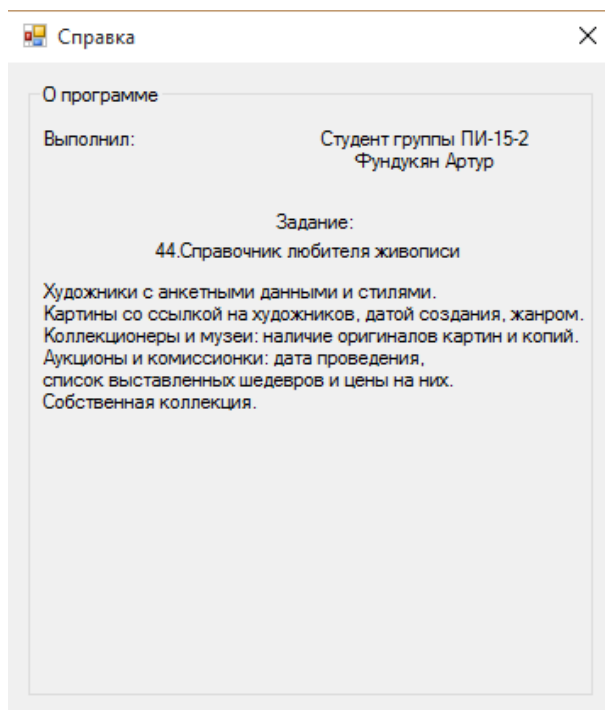 Справка
О программе
Выполнил: Студент группы ПИ-15-2
Фундукян Артур
Задание:
44.Справочник любителя живописи
Художники с анкетными данными и стилями.
Картины со ссылкой на художников, датой создания, жанром.
Коллекционеры и музеи: наличие оригиналов картин и копий.
Аукционы и комиссионки: дата проведения,
список выставленных шедевров и цены на них.
Собственная коллекция.